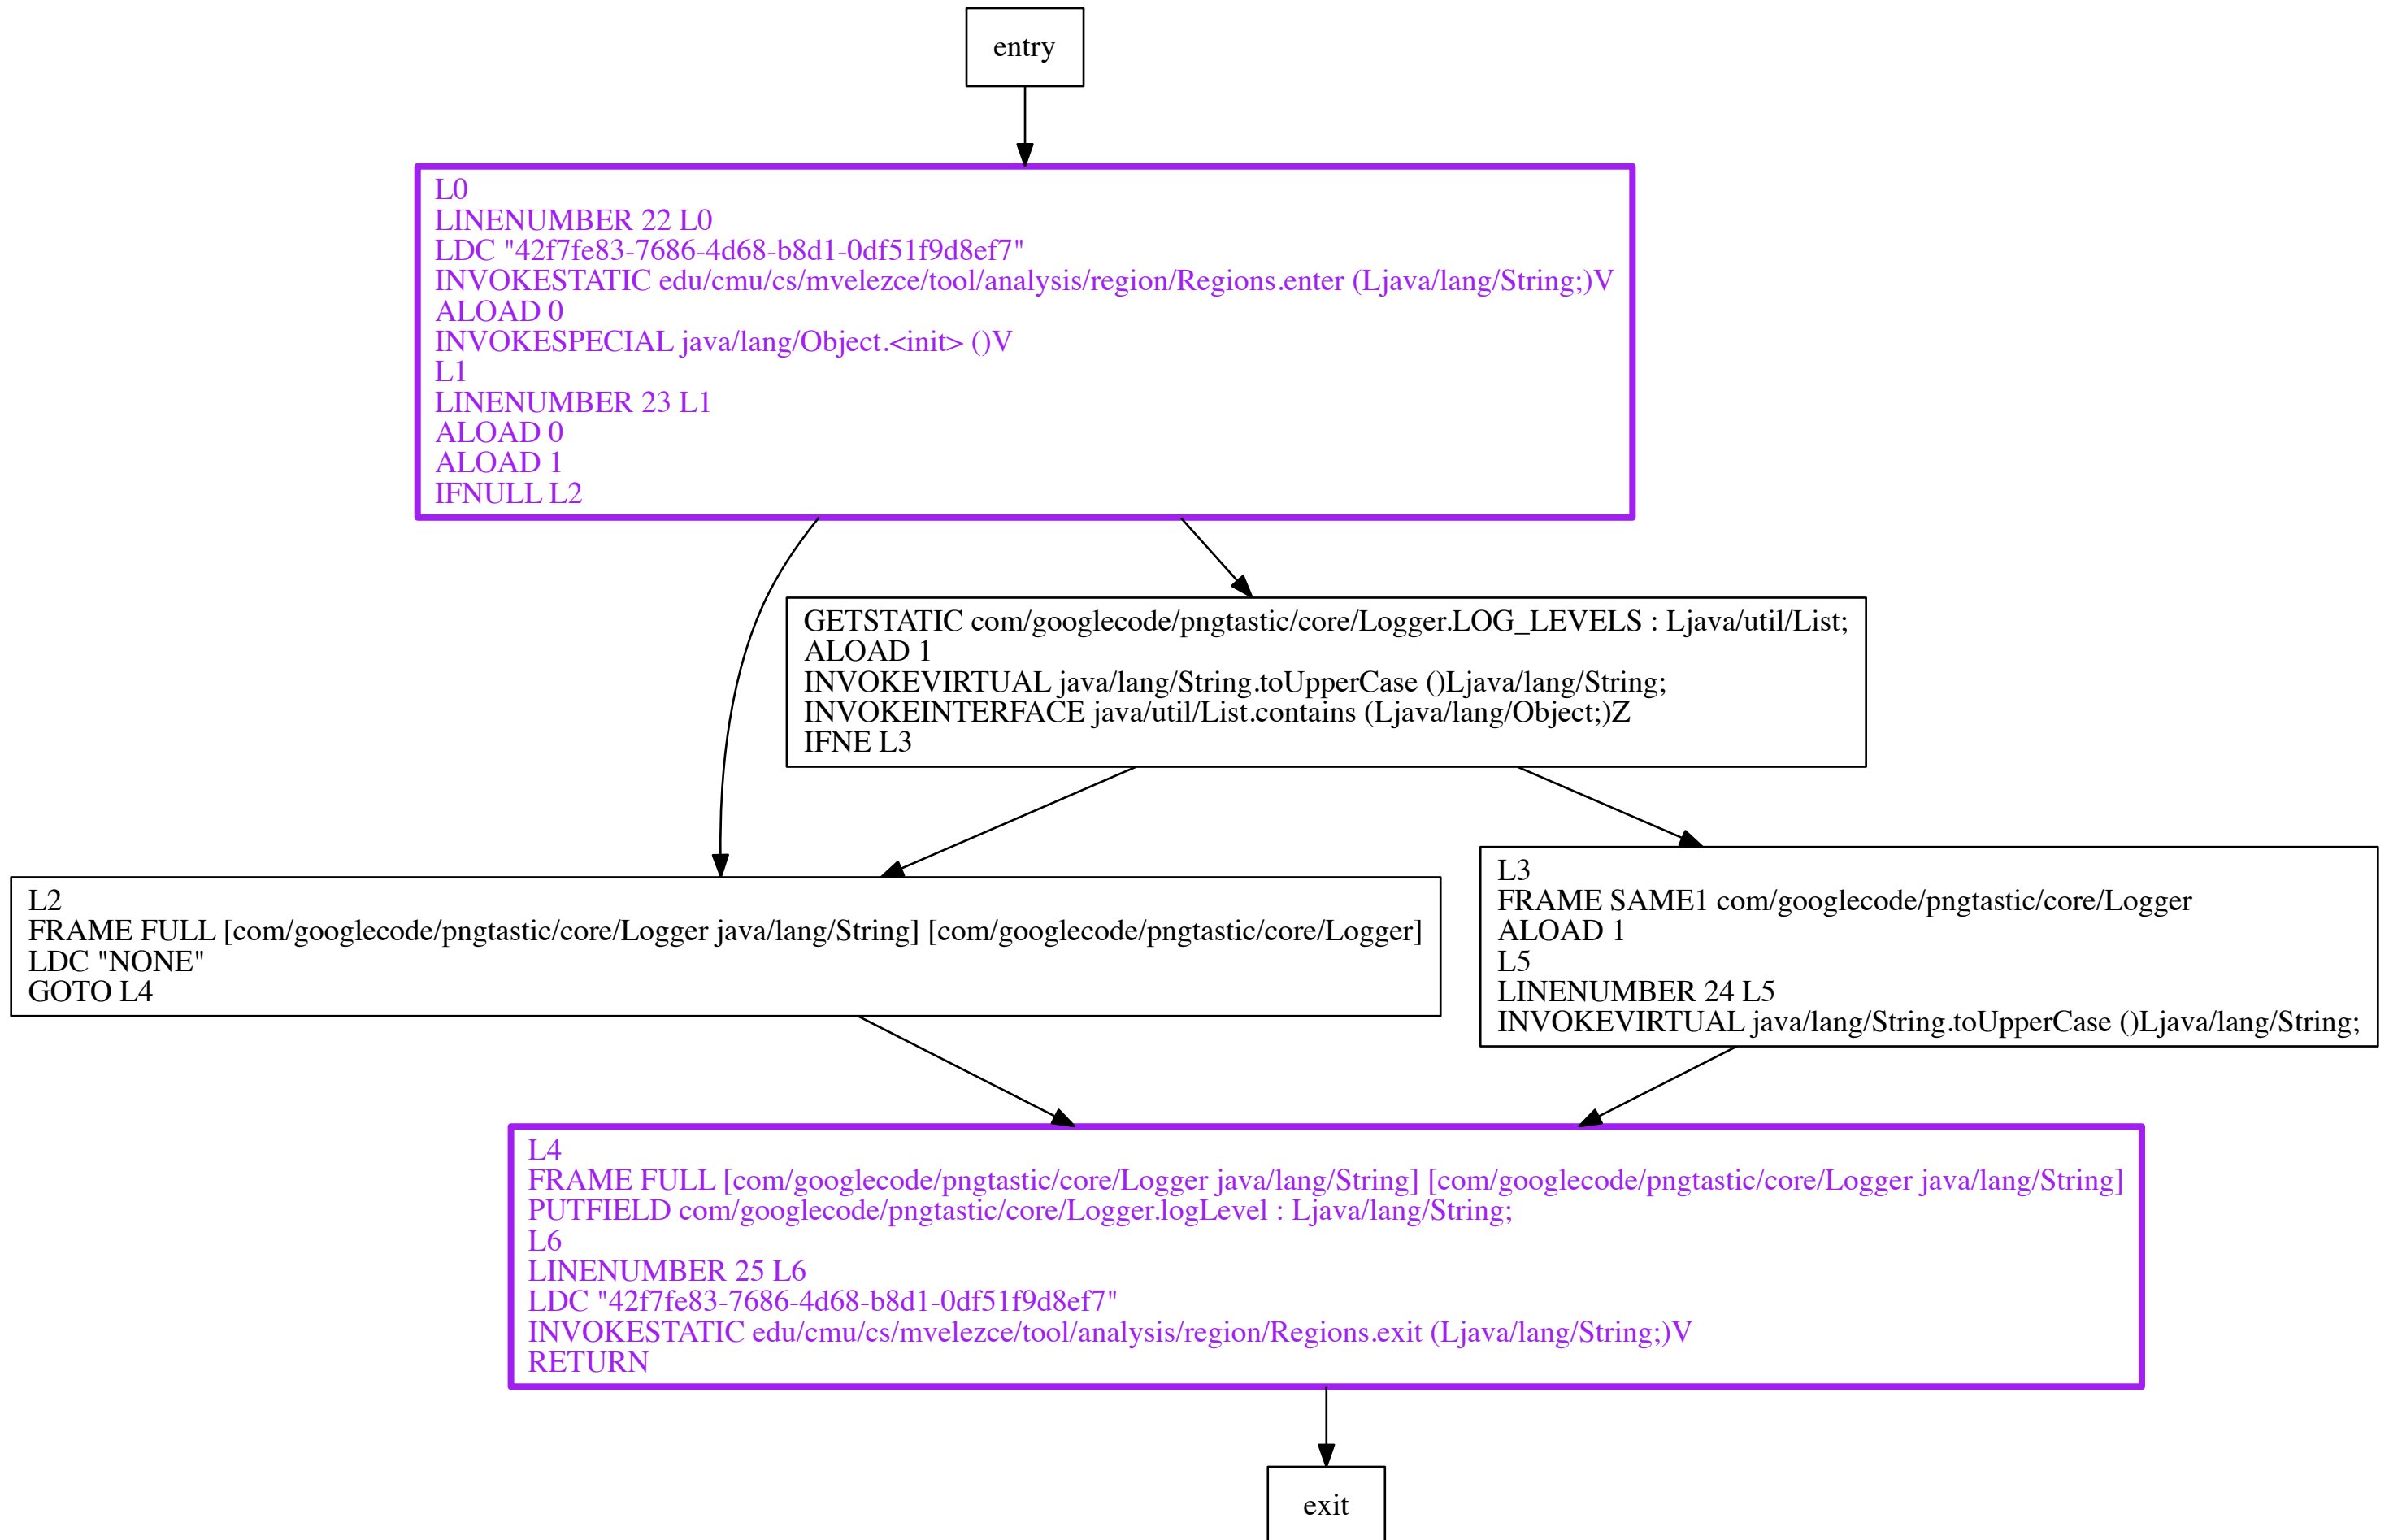 entry
L0
LINENUMBER 22 L0
LDC "42f7fe83-7686-4d68-b8d1-0df51f9d8ef7"
INVOKESTATIC edu/cmu/cs/mvelezce/tool/analysis/region/Regions.enter (Ljava/lang/String;)V
ALOAD 0
INVOKESPECIAL java/lang/Object.<init> ()V
L1
LINENUMBER 23 L1
ALOAD 0
ALOAD 1
IFNULL L2
GETSTATIC com/googlecode/pngtastic/core/Logger.LOG_LEVELS : Ljava/util/List;
ALOAD 1
INVOKEVIRTUAL java/lang/String.toUpperCase ()Ljava/lang/String;
INVOKEINTERFACE java/util/List.contains (Ljava/lang/Object;)Z
IFNE L3
L2
FRAME FULL [com/googlecode/pngtastic/core/Logger java/lang/String] [com/googlecode/pngtastic/core/Logger]
LDC "NONE"
GOTO L4
L3
FRAME SAME1 com/googlecode/pngtastic/core/Logger
ALOAD 1
L5
LINENUMBER 24 L5
INVOKEVIRTUAL java/lang/String.toUpperCase ()Ljava/lang/String;
L4
FRAME FULL [com/googlecode/pngtastic/core/Logger java/lang/String] [com/googlecode/pngtastic/core/Logger java/lang/String]
PUTFIELD com/googlecode/pngtastic/core/Logger.logLevel : Ljava/lang/String;
L6
LINENUMBER 25 L6
LDC "42f7fe83-7686-4d68-b8d1-0df51f9d8ef7"
INVOKESTATIC edu/cmu/cs/mvelezce/tool/analysis/region/Regions.exit (Ljava/lang/String;)V
RETURN
exit